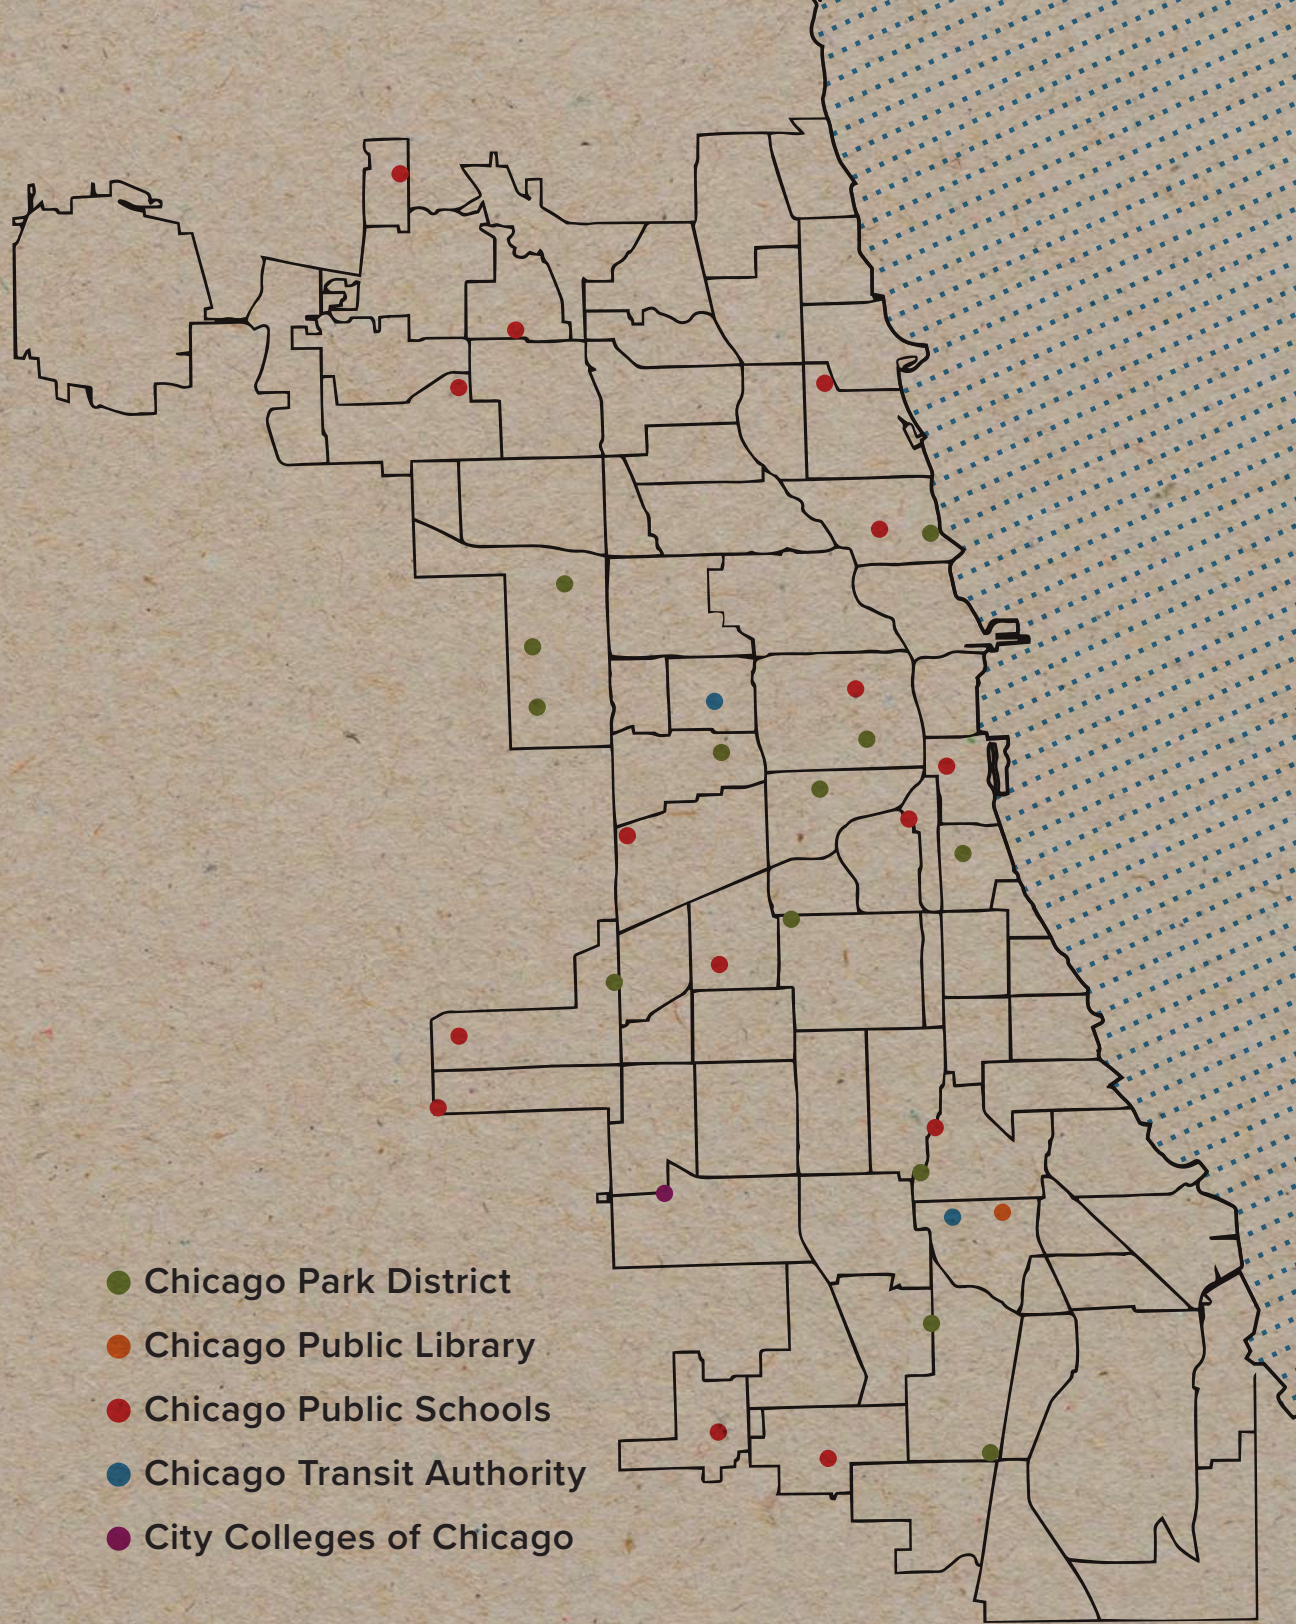 Chicago Park District
Chicago Public Library
Chicago Public Schools
Chicago Transit Authority
City Colleges of Chicago